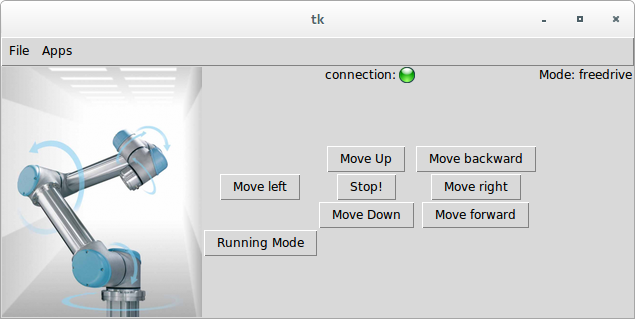 tk
File Apps
connection: Mode: freedrive
Move Up Move backward
Move left Stop! Move right
Move Down Move forward
Running Mode